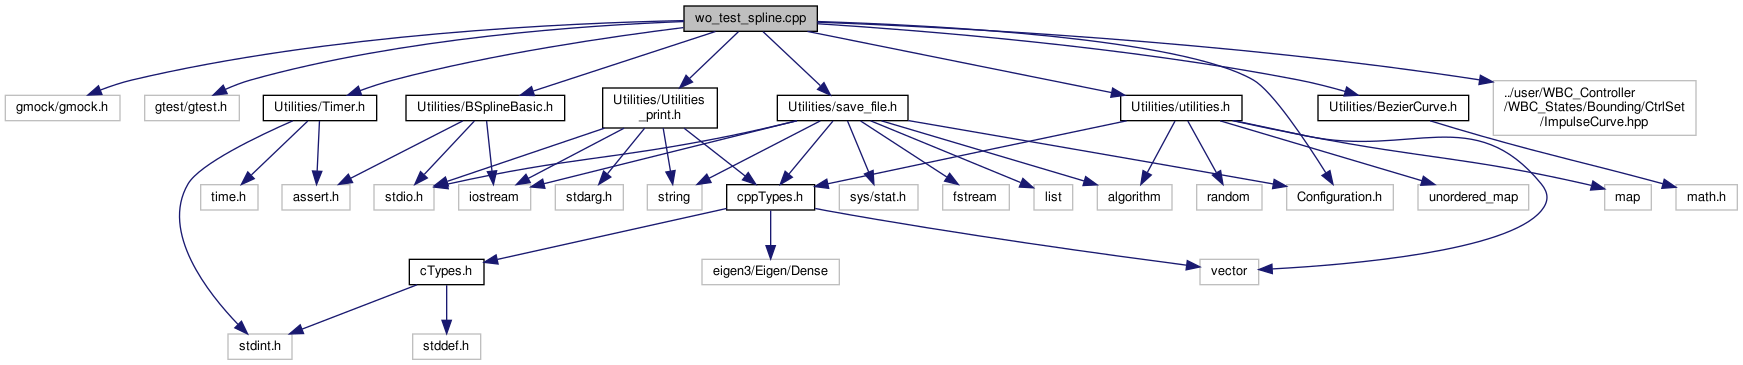 wo_test_spline.cpp
gmock/gmock.h
gtest/gtest.h
Utilities/Timer.h
Utilities/BSplineBasic.h
Utilities/Utilities
_print.h
Utilities/save_file.h
Utilities/utilities.h
Utilities/BezierCurve.h
../user/WBC_Controller
/WBC_States/Bounding/CtrlSet
/ImpulseCurve.hpp
time.h
assert.h
stdio.h
iostream
stdarg.h
string
cppTypes.h
sys/stat.h
fstream
list
algorithm
random
Configuration.h
unordered_map
map
math.h
cTypes.h
eigen3/Eigen/Dense
vector
stdint.h
stddef.h